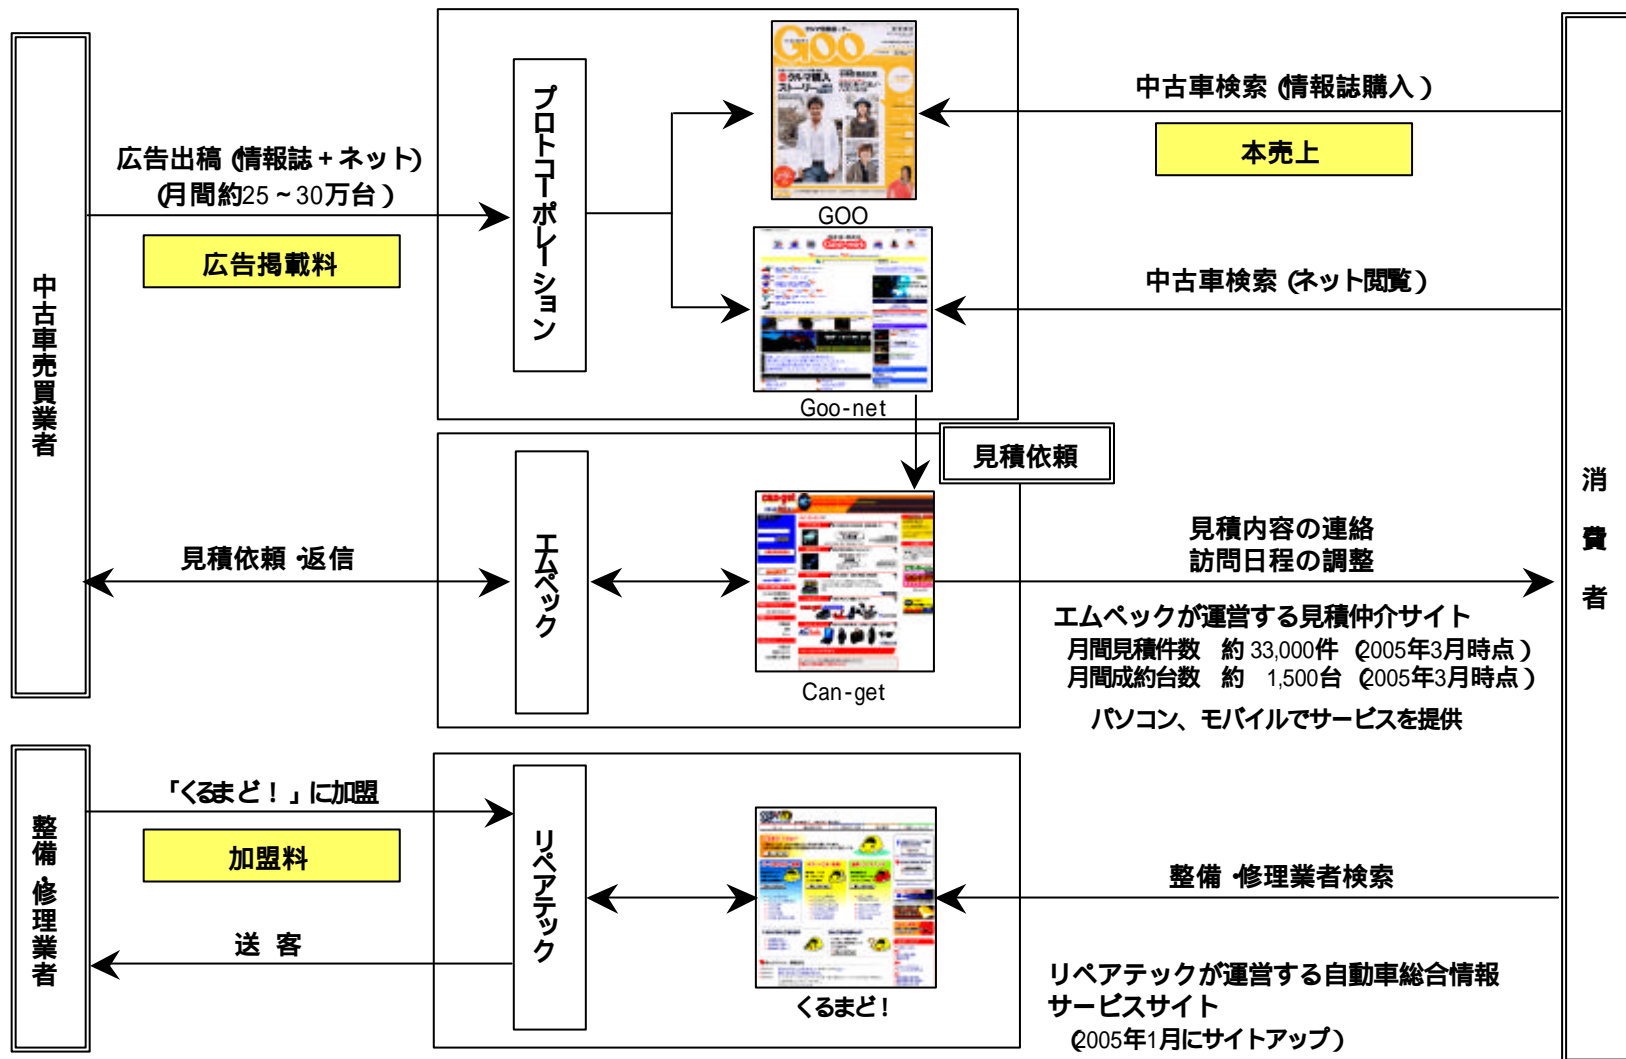 中古車売買業者
広告出稿（情報誌+ネット）
（月間約25～30万台）
広告掲載料
プロトコーポレーション
Goo
クルマ購入
ストーリー
GOO
Goo-net
中古車検索（情報誌購入）
本売上
中古車検索（ネット閲覧）
見積依頼
見積依頼・返信
エムペック
can-get
Can-get
見積内容の連絡
訪問日程の調整
エムペックが運営する見積仲介サイト
月間見積件数　約 33,000件（2005年3月時点）
月間成約台数　約　1,500台（2005年3月時点）
パソコン、モバイルでサービスを提供
消費者
整備・修理業者
「くるまど！」に加盟
加盟料
送 客
リペアテック
くるまど！
整備・修理業者検索
リペアテックが運営する自動車総合情報
サービスサイト
（2005年1月にサイトアップ）